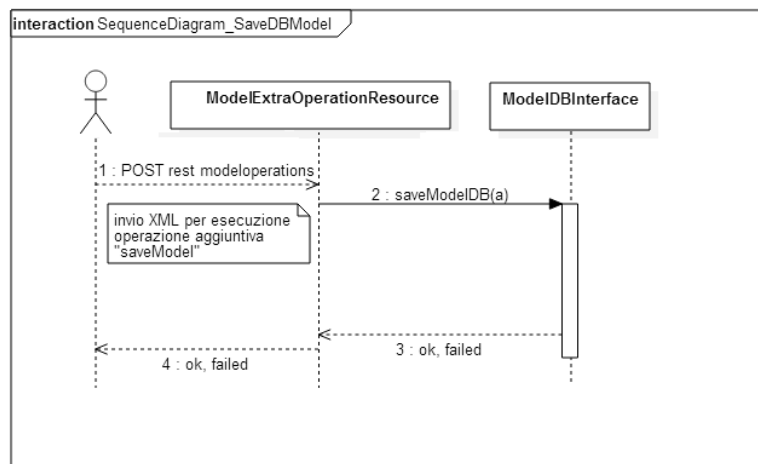 interaction SequenceDiagram_SaveDBModel
ModelExtraOperationResource
ModelDBInterface
1 : POST rest modeloperations
2 : saveModelDB(a)
invio XML per esecuzione
operazione aggiuntiva
"saveModel"
3 : ok, failed
4 : ok, failed